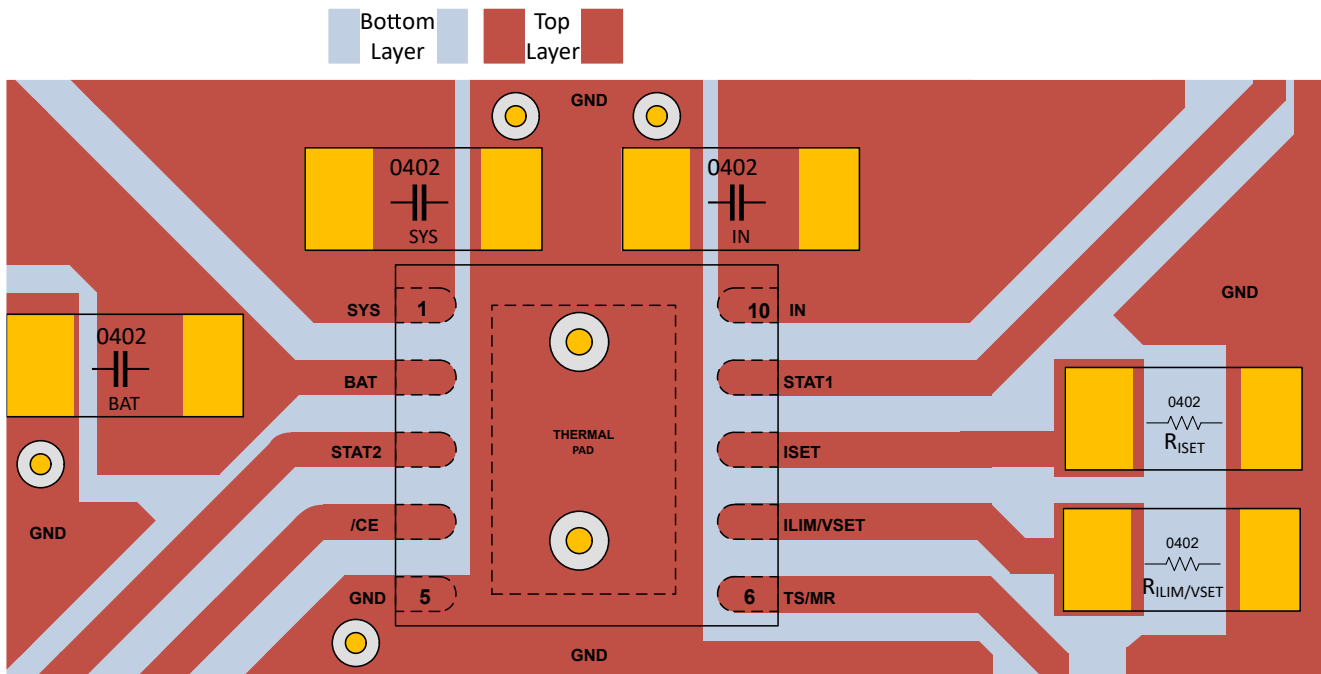 Bottom
Layer
Top
Layer
GND
0402
SYS
0402
IN
SYS
1
10
IN
GND
0402
BAT
BAT
STAT1
0402
RISET
STAT2
THERMAL
PAD
ISET
GND
/CE
ILIM/VSET
0402
RILIM/VSET
GND
5
6
TS/MR
GND